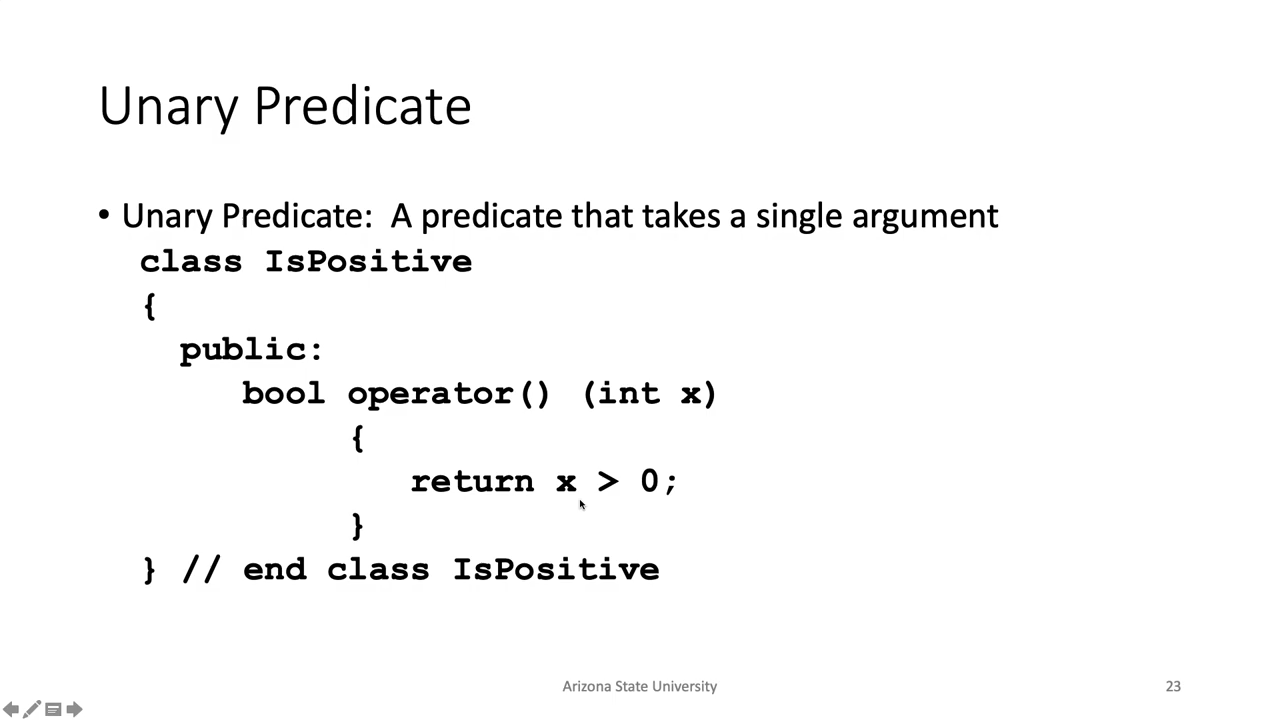 Unary Predicate
• Unary Predicate: A predicate that takes a single argument
class IsPositive
{
public:
bool operator() (int x)
{
return x > 0;
}
} // end class IsPositive
Arizona State University
23